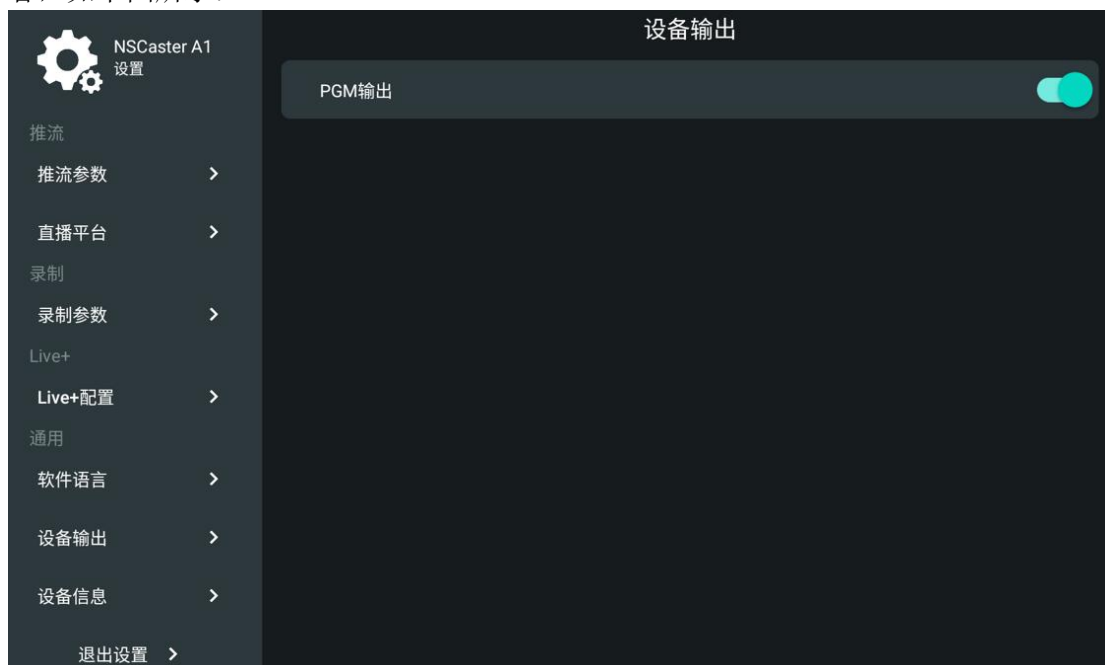 NSCaster A1
设置
推流
推流参数
直播平台
录制
录制参数
Live+
Live+配置
通用
软件语言
设备输出
设备信息
退出设置
设备输出
PGM输出